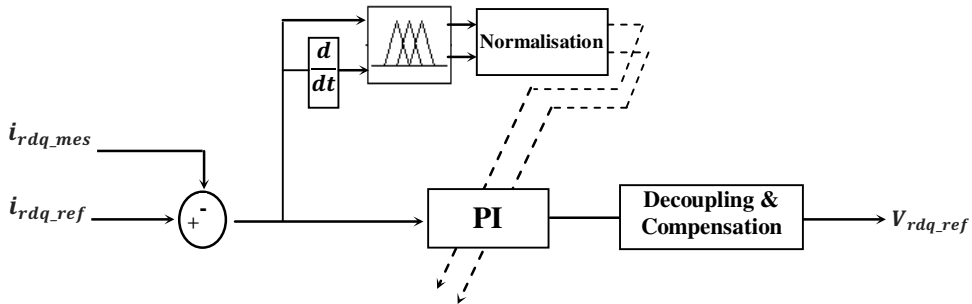 Normalisation
d
dt
i_rdq_mes
-
i_rdq_ref
+
PI
Decoupling &
Compensation
V_rdq_ref